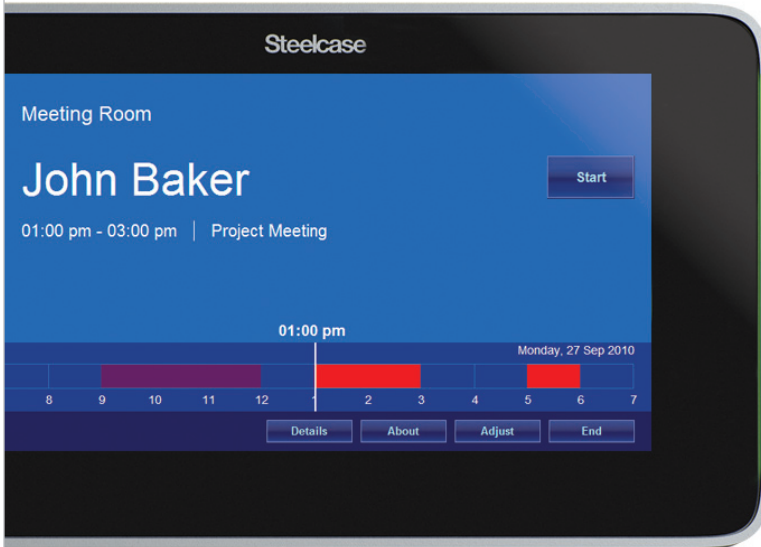 Steelcase
Meeting Room
John Baker
Start
01:00 pm - 03:00 pm | Project Meeting
01:00 pm
Monday, 27 Sep 2010
8 9 10 11 12 1 2 3 4 5 6 7
Details About Adjust End